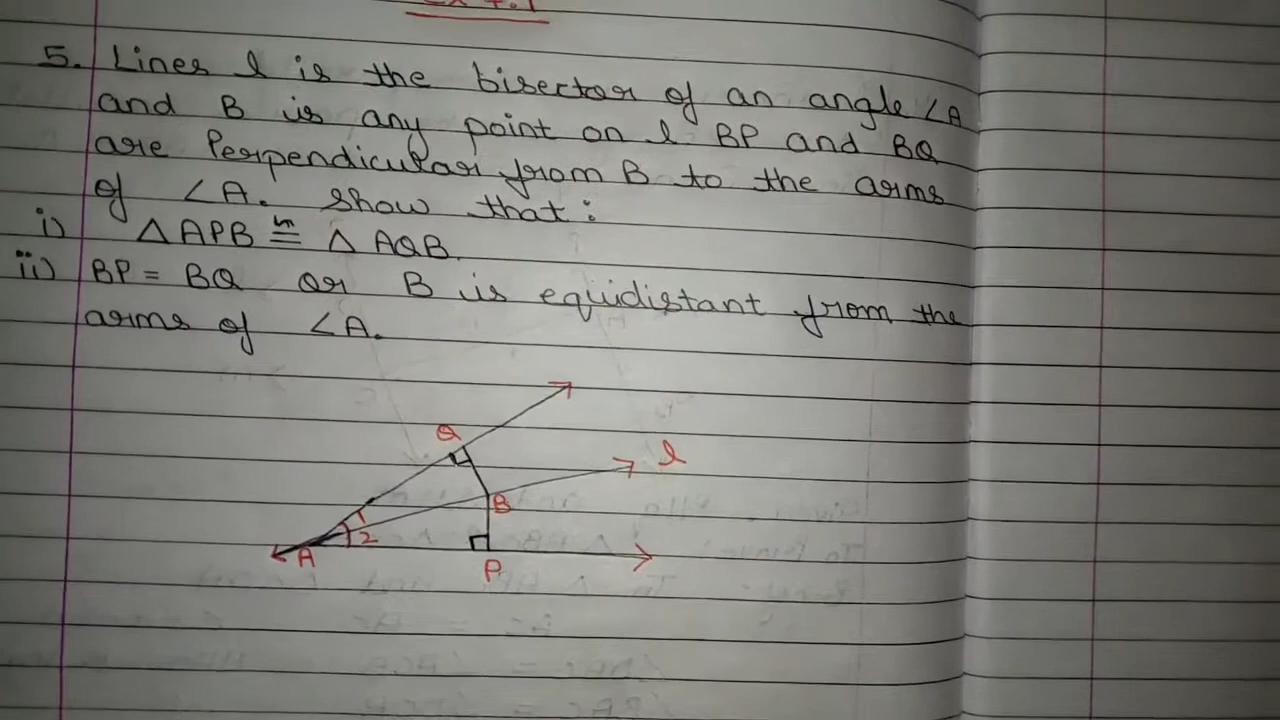 5. Lines l is the bisector of an angle ∠A
and B is any point on l. BP and BQ
are Perpendicular from B to the arms
of ∠A. show that:
i) △APB ≅ △AQB.
ii) BP = BQ or B is equidistant from the
arms of ∠A.
Q
l
1
B
2
A
P